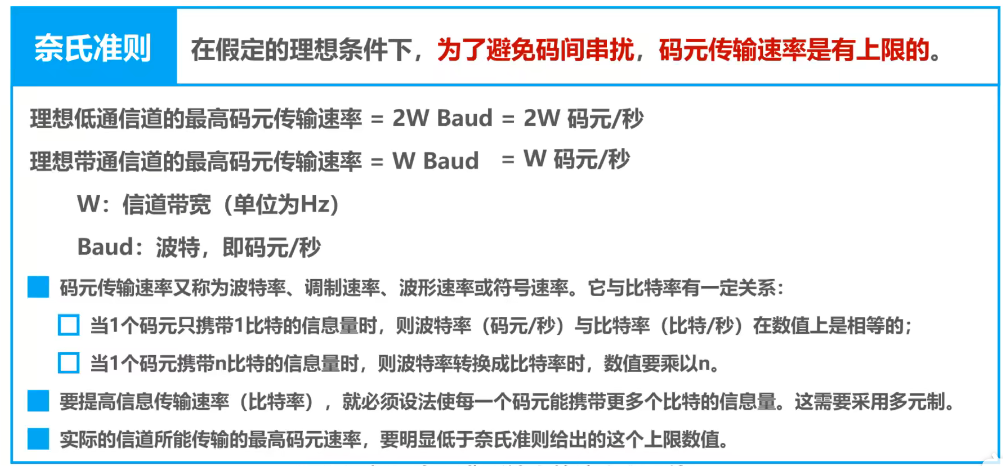 奈氏准则
在假定的理想条件下，为了避免码间串扰，码元传输速率是有上限的。
理想低通信道的最高码元传输速率 = 2W Baud = 2W 码元/秒
理想带通信道的最高码元传输速率 = W Baud = W 码元/秒
W：信道带宽（单位为Hz）
Baud：波特，即码元/秒
码元传输速率又称为波特率、调制速率、波形速率或符号速率。它与比特率有一定关系：
当1个码元只携带1比特的信息量时，则波特率（码元/秒）与比特率（比特/秒）在数值上是相等的；
当1个码元携带n比特的信息量时，则波特率转换成比特率时，数值要乘以n。
要提高信息传输速率（比特率），就必须设法使每一个码元能携带更多个比特的信息量。这需要采用多元制。
实际的信道所能传输的最高码元速率，要明显低于奈氏准则给出的这个上限数值。